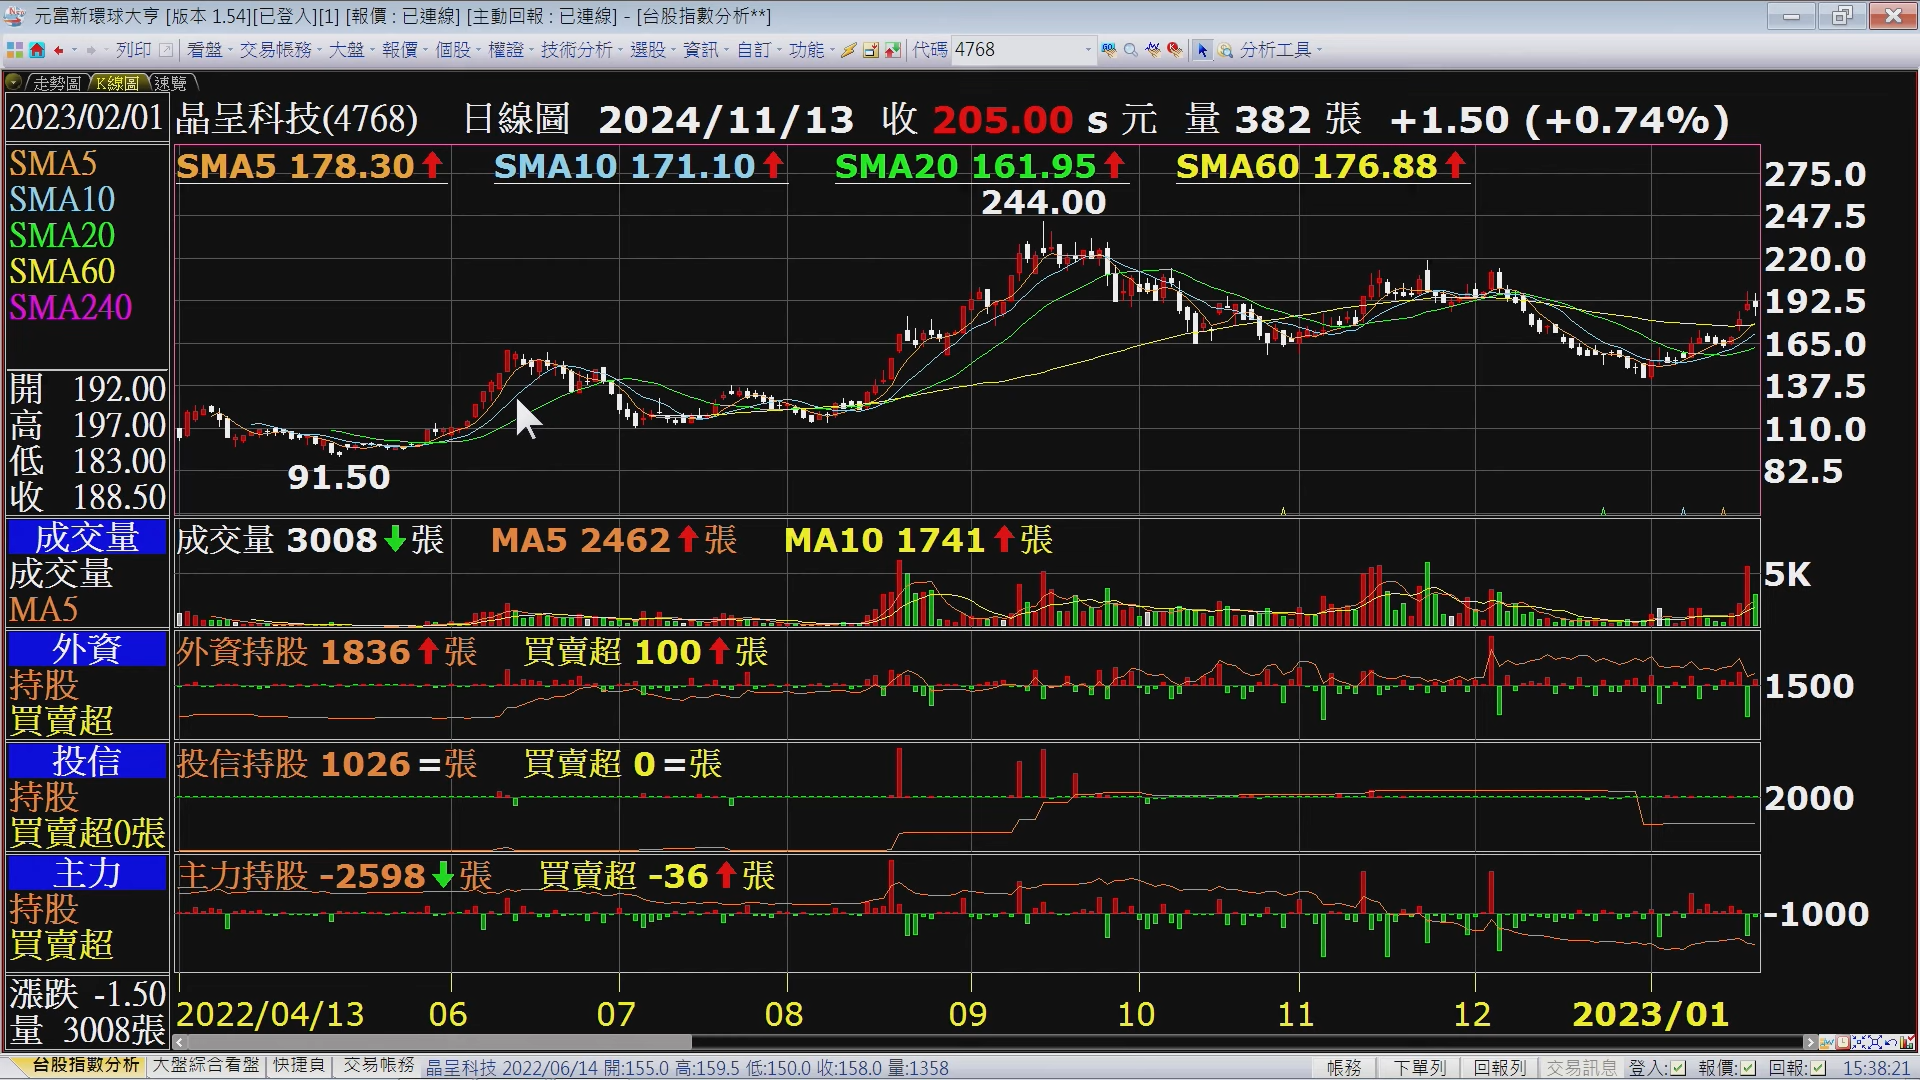 元富新環球大亨 [版本 1.54][已登入][1] [報價 : 已連線] [主動回報 : 已連線] - [台股指數分析**]
列印 看盤 交易帳務 大盤 報價 個股 權證 技術分析 選股 資訊 自訂 功能 代碼 4768 分析工具
走勢圖 K線圖 速覽
2023/02/01 晶呈科技(4768) 日線圖 2024/11/13 收 205.00 s 元 量 382 張 +1.50 (+0.74%)
SMA5 178.30 SMA10 171.10 SMA20 161.95 SMA60 176.88
SMA5
SMA10
SMA20
SMA60
SMA240
開 192.00
高 197.00
低 183.00
收 188.50
244.00
91.50
275.0
247.5
220.0
192.5
165.0
137.5
110.0
82.5
成交量
成交量
MA5
成交量 3008 張 MA5 2462 張 MA10 1741 張
5K
外資
持股
買賣超
外資持股 1836 張 買賣超 100 張
1500
投信
持股
買賣超0張
投信持股 1026 =張 買賣超 0 =張
2000
主力
持股
買賣超
主力持股 -2598 張 買賣超 -36 張
-1000
漲跌 -1.50
量 3008張
2022/04/13 06 07 08 09 10 11 12 2023/01
台股指數分析 大盤綜合看盤 快捷頁 交易帳務 晶呈科技 2022/06/14 開:155.0 高:159.5 低:150.0 收:158.0 量:1358 帳務 下單列 回報列 交易訊息 登入: 報價: 回報: 15:38:21